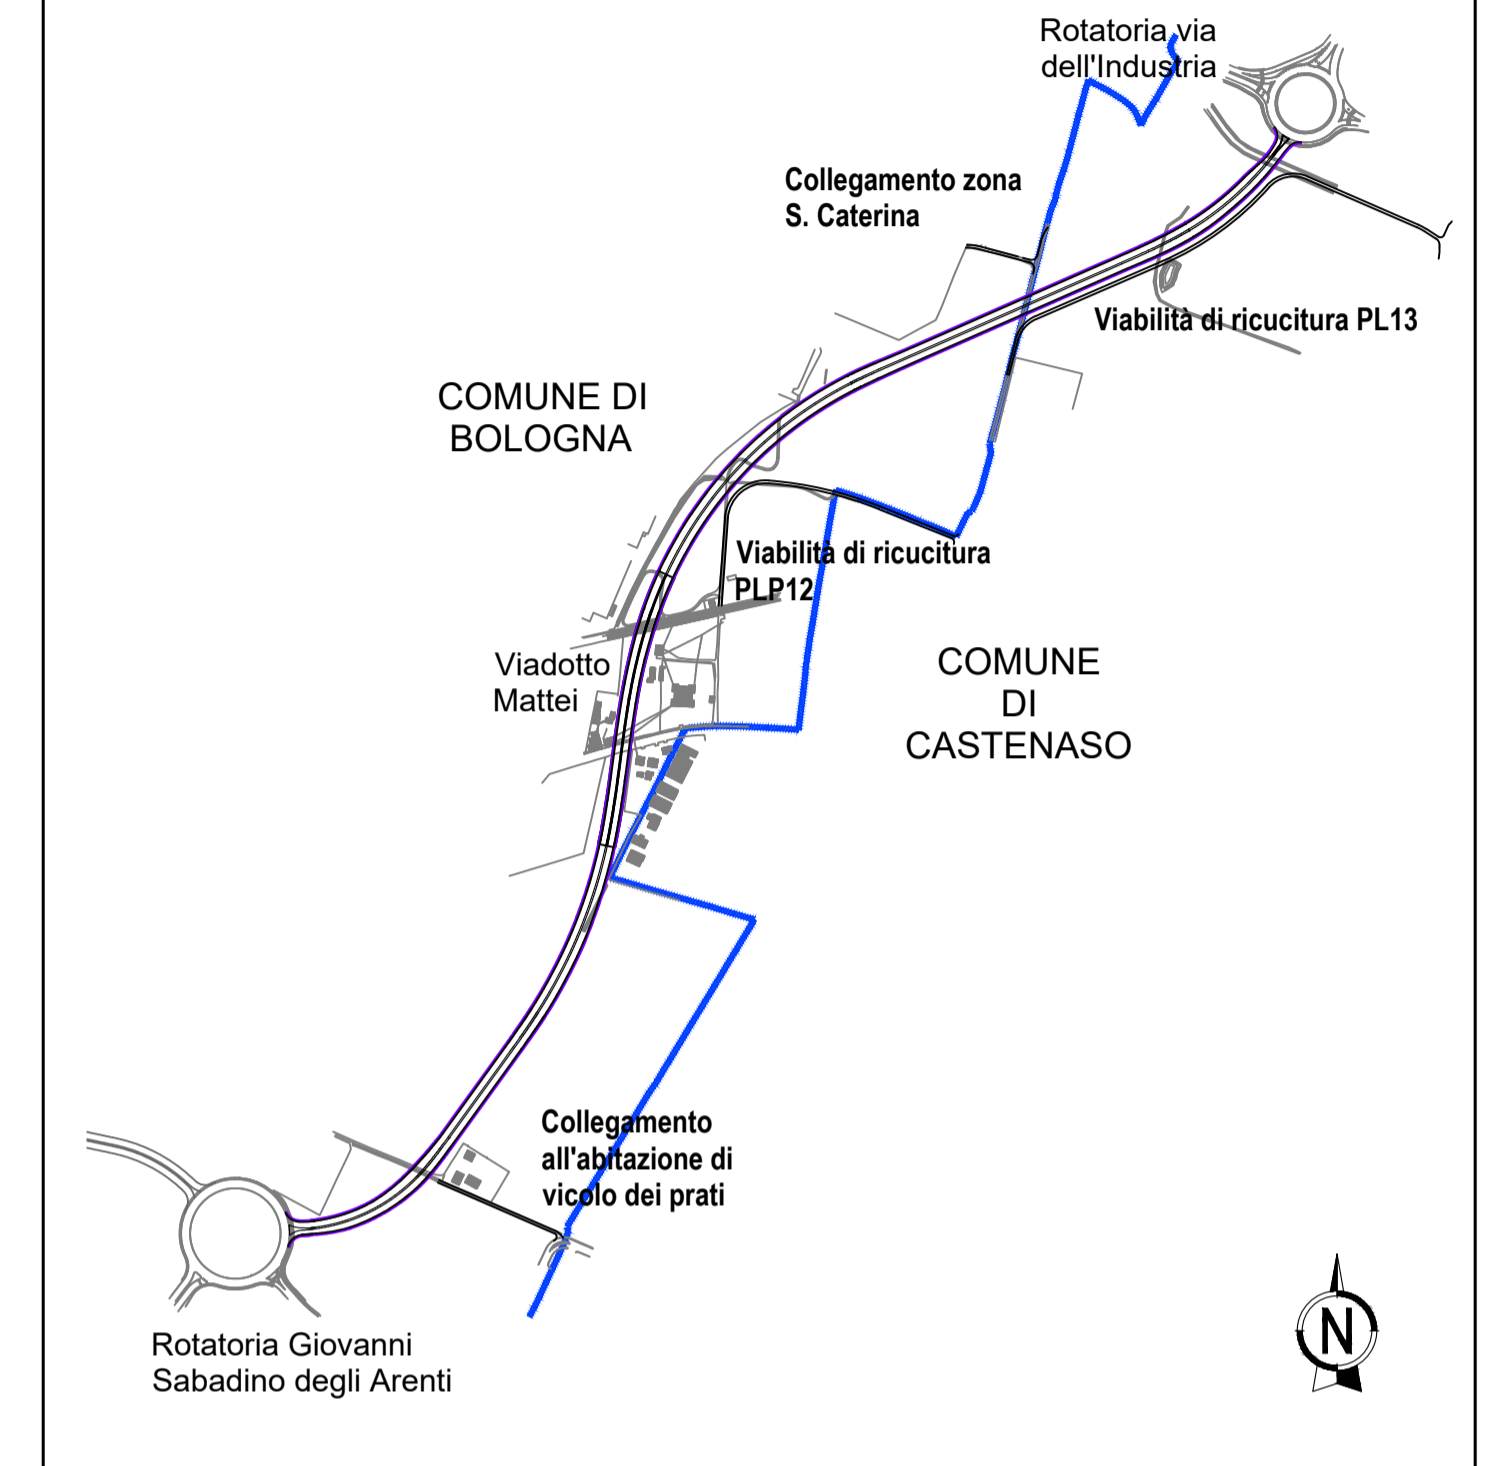 Rotatoria via
dell'Industria
Collegamento zona
S. Caterina
Viabilità di ricucitura PL13
COMUNE DI
BOLOGNA
Viabilità di ricucitura
PLP12
Viadotto
Mattei
COMUNE
DI
CASTENASO
Collegamento
all'abitazione di
vicolo dei prati
Rotatoria Giovanni
Sabadino degli Arenti
N